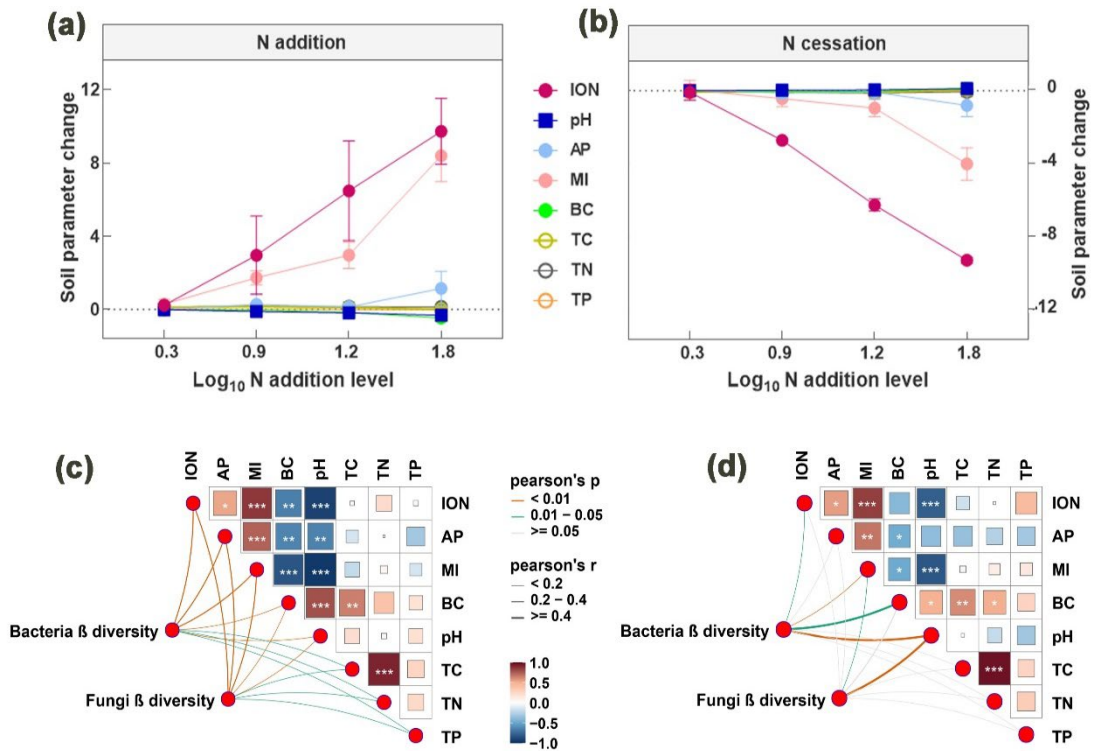 (a)
N addition
Soil parameter change
12
8
4
0
0.3
0.9
1.2
1.8
Log10 N addition level
ION
pH
AP
MI
BC
TC
TN
TP
(b)
N cessation
0
-4
-8
-12
Soil parameter change
0.3
0.9
1.2
1.8
Log10 N addition level
(c)
ION
AP
MI
BC
pH
TC
TN
TP
* *** ** *** ION
*** ** ** AP
*** *** MI
*** ** BC
pH
*** TC
TN
TP
Bacteria ß diversity
Fungi ß diversity
pearson's p
< 0.01
0.01 − 0.05
>= 0.05
pearson's r
< 0.2
0.2 − 0.4
>= 0.4
1.0
0.5
0.0
−0.5
−1.0
(d)
ION
AP
MI
BC
pH
TC
TN
TP
* *** *** ION
** * AP
* *** MI
* ** * BC
pH
*** TC
TN
TP
Bacteria ß diversity
Fungi ß diversity